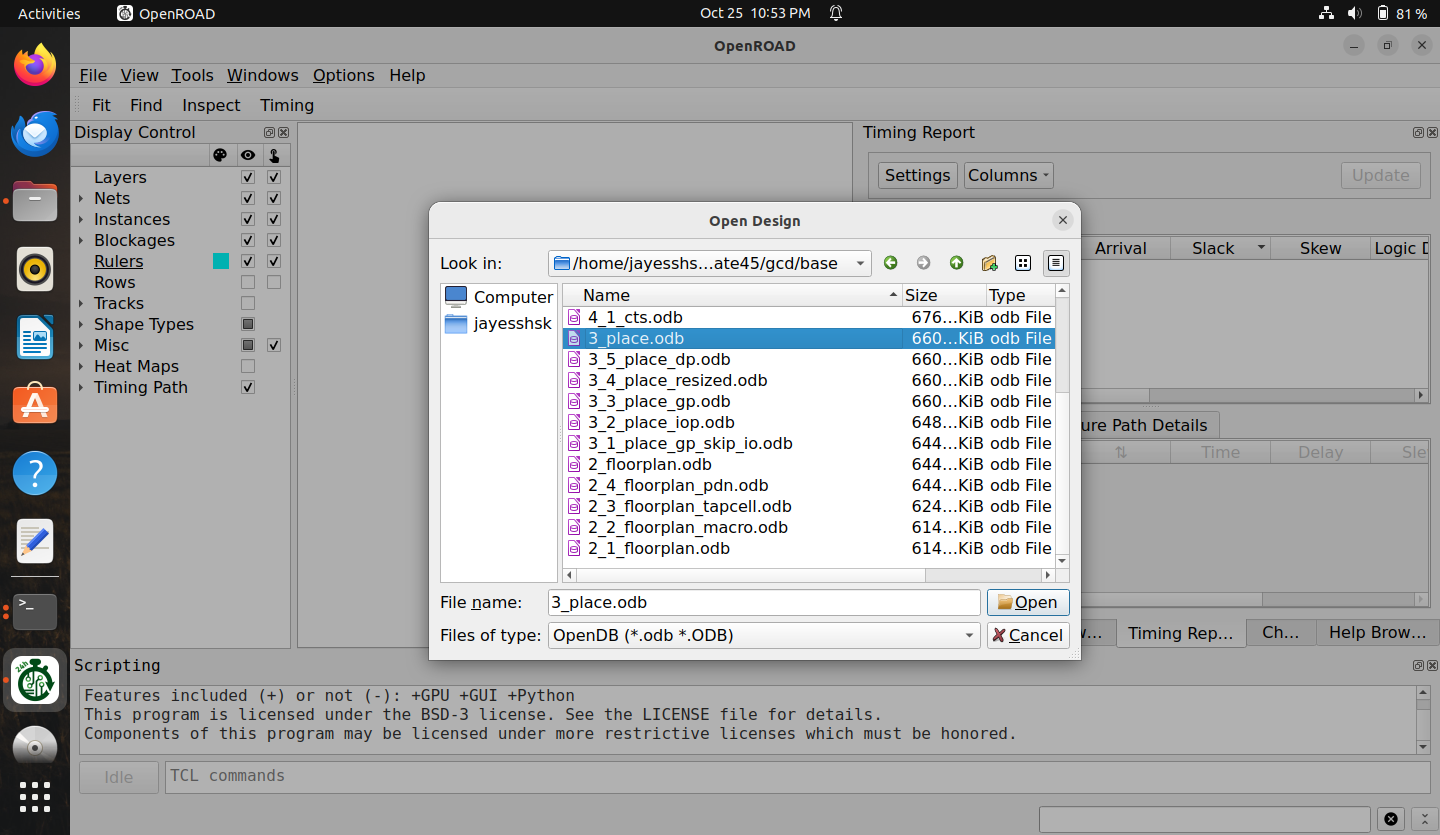 Activities OpenROAD Oct 25 10:53 PM 81 %
OpenROAD
File View Tools Windows Options Help
Fit Find Inspect Timing
Display Control
Layers
Nets
Instances
Blockages
Rulers
Rows
Tracks
Shape Types
Misc
Heat Maps
Timing Path
Timing Report
Settings Columns Update
Arrival Slack Skew Logic D
ure Path Details
Time Delay Sle
Open Design
Look in: /home/jayesshs...ate45/gcd/base
Computer
jayesshsk
Name Size Type
4_1_cts.odb 676...KiB odb File
3_place.odb 660...KiB odb File
3_5_place_dp.odb 660...KiB odb File
3_4_place_resized.odb 660...KiB odb File
3_3_place_gp.odb 660...KiB odb File
3_2_place_iop.odb 648...KiB odb File
3_1_place_gp_skip_io.odb 644...KiB odb File
2_floorplan.odb 644...KiB odb File
2_4_floorplan_pdn.odb 644...KiB odb File
2_3_floorplan_tapcell.odb 624...KiB odb File
2_2_floorplan_macro.odb 614...KiB odb File
2_1_floorplan.odb 614...KiB odb File
File name: 3_place.odb Open
Files of type: OpenDB (*.odb *.ODB) Cancel
w... Timing Rep... Ch... Help Brow...
Scripting
Features included (+) or not (-): +GPU +GUI +Python
This program is licensed under the BSD-3 license. See the LICENSE file for details.
Components of this program may be licensed under more restrictive licenses which must be honored.
Idle TCL commands
24h